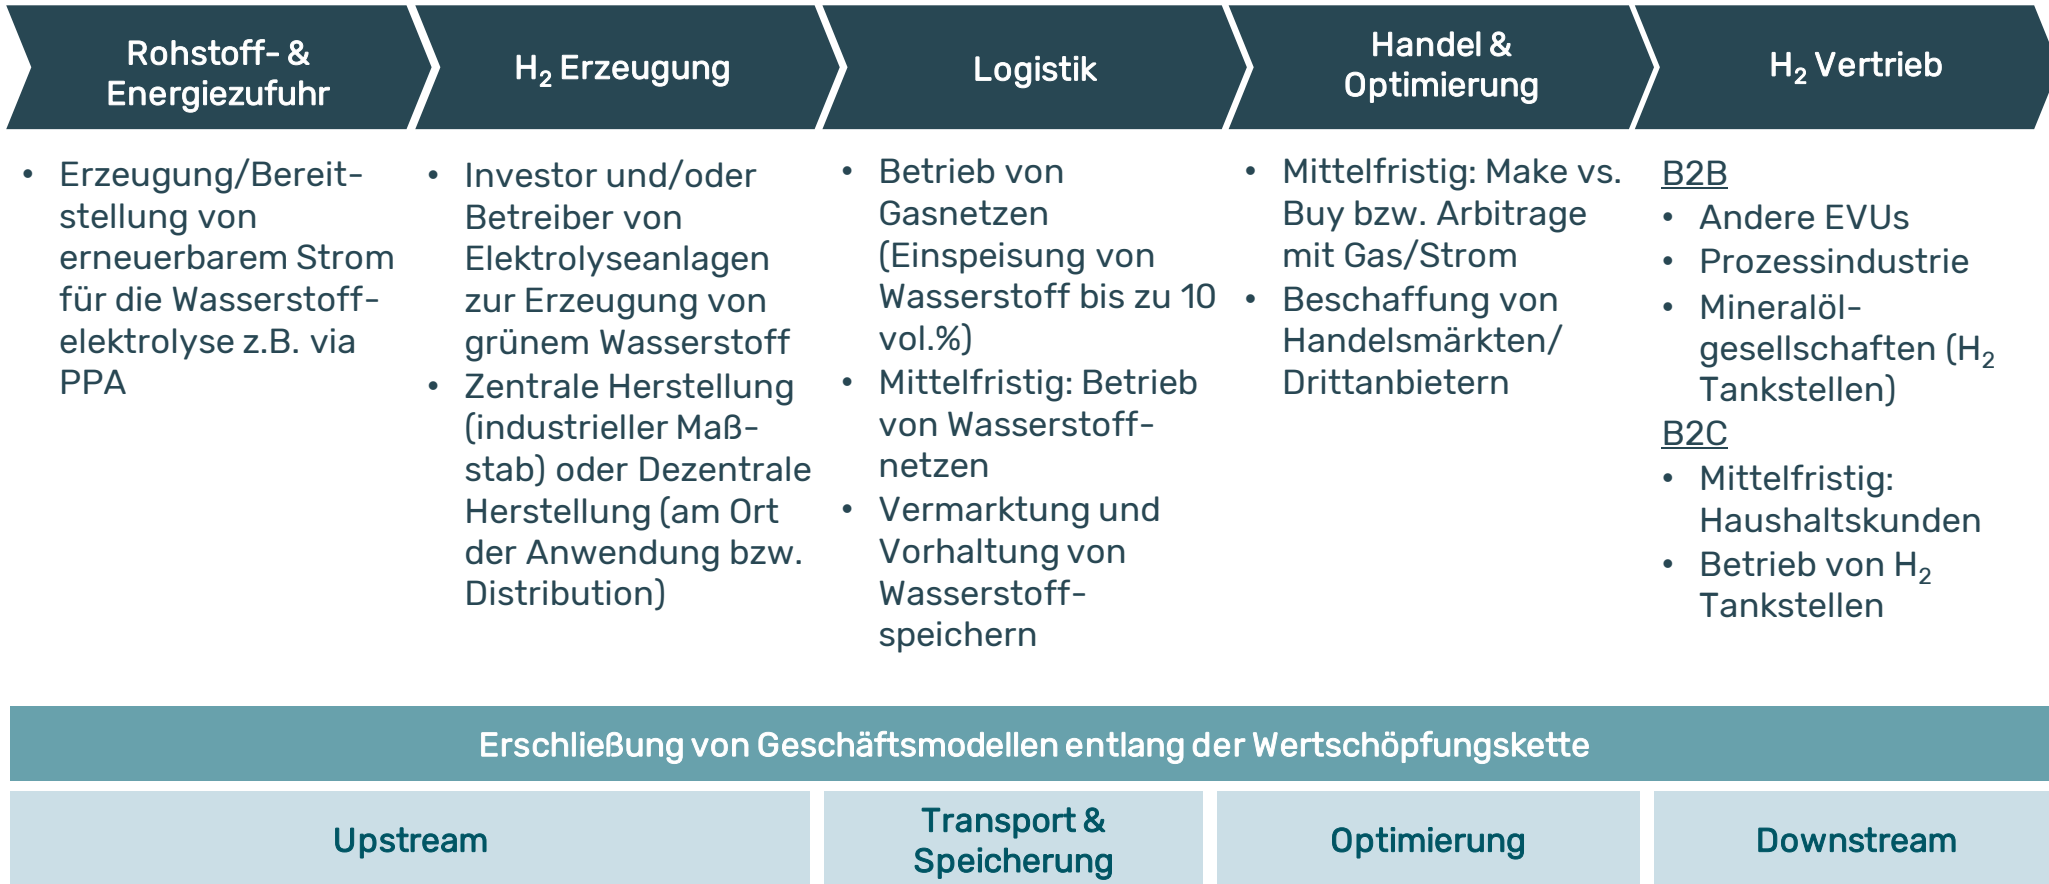 Rohstoff- &
Energiezufuhr
H₂ Erzeugung
Logistik
Handel &
Optimierung
H₂ Vertrieb
• Erzeugung/Bereit-
stellung von
erneuerbarem Strom
für die Wasserstoff-
elektrolyse z.B. via
PPA
• Investor und/oder
Betreiber von
Elektrolyseanlagen
zur Erzeugung von
grünem Wasserstoff
• Zentrale Herstellung
(industrieller Maß-
stab) oder Dezentrale
Herstellung (am Ort
der Anwendung bzw.
Distribution)
• Betrieb von
Gasnetzen
(Einspeisung von
Wasserstoff bis zu 10
vol.%)
• Mittelfristig: Betrieb
von Wasserstoff-
netzen
• Vermarktung und
Vorhaltung von
Wasserstoff-
speichern
• Mittelfristig: Make vs.
Buy bzw. Arbitrage
mit Gas/Strom
• Beschaffung von
Handelsmärkten/
Drittanbietern
B2B
• Andere EVUs
• Prozessindustrie
• Mineralöl-
gesellschaften (H₂
Tankstellen)
B2C
• Mittelfristig:
Haushaltskunden
• Betrieb von H₂
Tankstellen
Erschließung von Geschäftsmodellen entlang der Wertschöpfungskette
Upstream
Transport &
Speicherung
Optimierung
Downstream